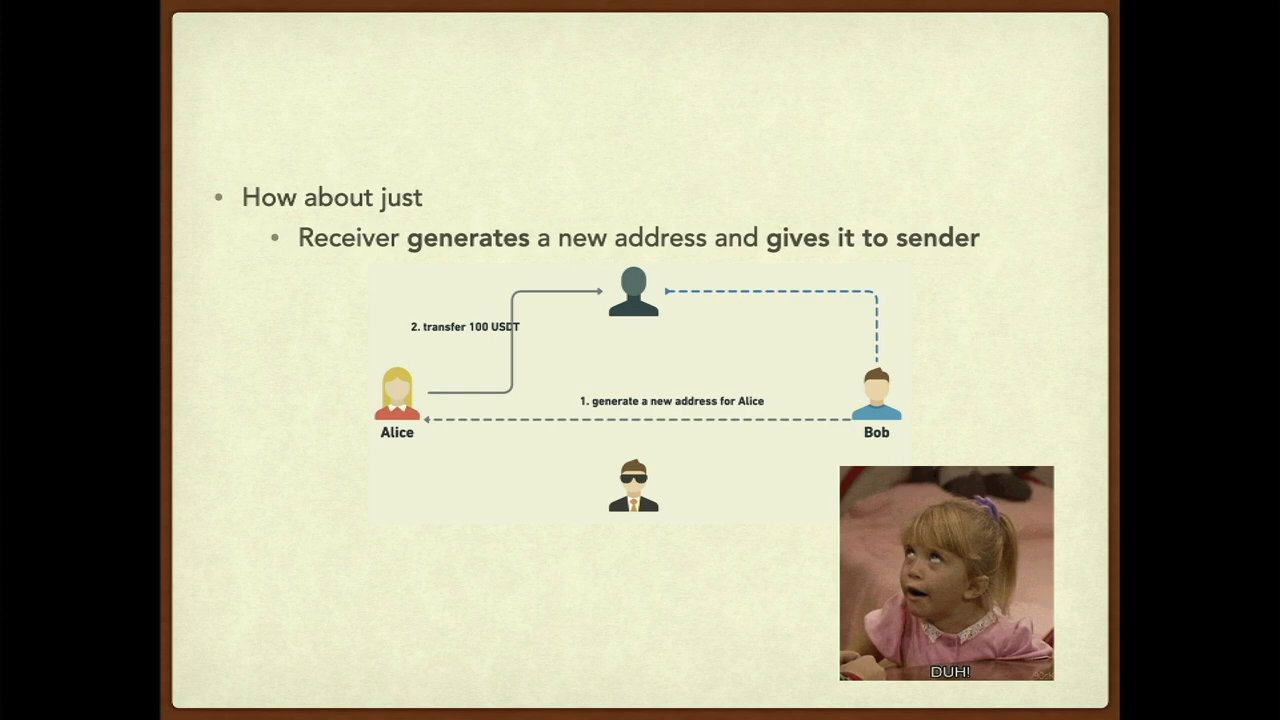 How about just
Receiver generates a new address and gives it to sender
2. transfer 100 USDT
1. generate a new address for Alice
Alice
Bob
DUH!